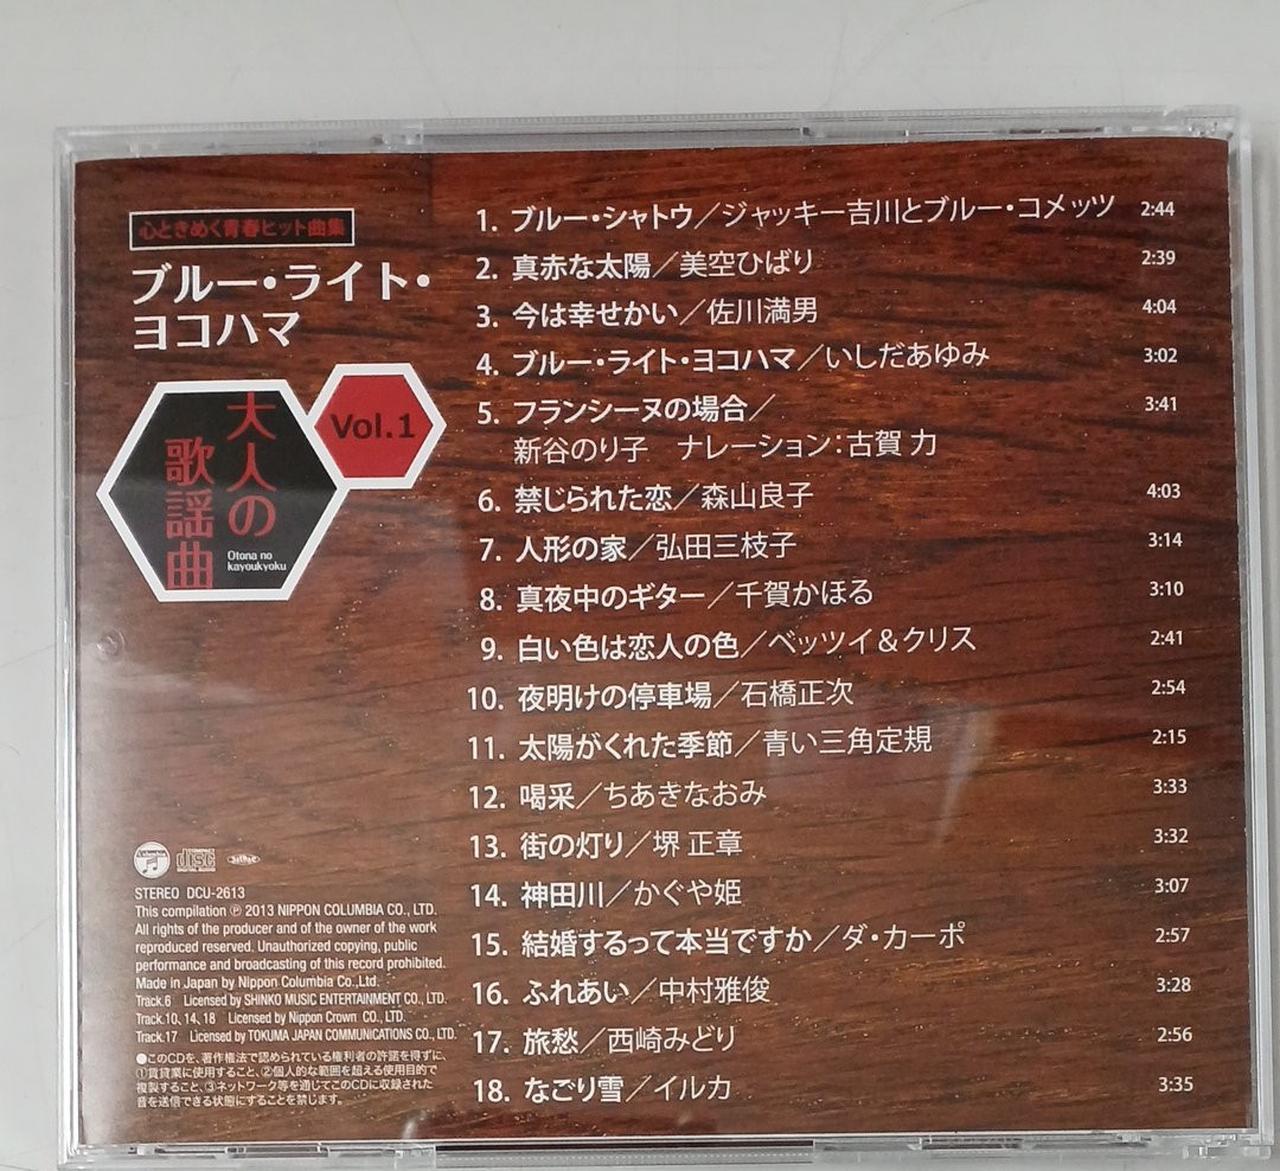 心ときめく青春ヒット曲集
ブルー・ライト・
ヨコハマ
大人の
歌謡曲
Otona no
kayoukyoku
Vol.1
1. ブルー・シャトウ／ジャッキー吉川とブルー・コメッツ 2:44
2. 真赤な太陽／美空ひばり 2:39
3. 今は幸せかい／佐川満男 4:04
4. ブルー・ライト・ヨコハマ／いしだあゆみ 3:02
5. フランシーヌの場合／ 3:41
新谷のり子 ナレーション:古賀 力
6. 禁じられた恋／森山良子 4:03
7. 人形の家／弘田三枝子 3:14
8. 真夜中のギター／千賀かほる 3:10
9. 白い色は恋人の色／ベッツイ＆クリス 2:41
10. 夜明けの停車場／石橋正次 2:54
11. 太陽がくれた季節／青い三角定規 2:15
12. 喝采／ちあきなおみ 3:33
13. 街の灯り／堺 正章 3:32
14. 神田川／かぐや姫 3:07
15. 結婚するって本当ですか／ダ・カーポ 2:57
16. ふれあい／中村雅俊 3:28
17. 旅愁／西崎みどり 2:56
18. なごり雪／イルカ 3:35
Columbia
COMPACT
disc
DIGITAL AUDIO
STEREO DCU-2613
This compilation ℗ 2013 NIPPON COLUMBIA CO., LTD.
All rights of the producer and of the owner of the work
reproduced reserved. Unauthorized copying, public
performance and broadcasting of this record prohibited.
Made in Japan by Nippon Columbia Co.,Ltd.
Track.6 Licensed by SHINKO MUSIC ENTERTAINMENT CO., LTD.
Track.10, 14, 18 Licensed by Nippon Crown CO., LTD.
Track.17 Licensed by TOKUMA JAPAN COMMUNICATIONS CO., LTD.
●このCDを、著作権法で認められている権利者の許諾を得ずに、
①賃貸業に使用すること、②個人的な範囲を超える使用目的で
複製すること、③ネットワーク等を通じてこのCDに収録された
音を送信できる状態にすることを禁じます。